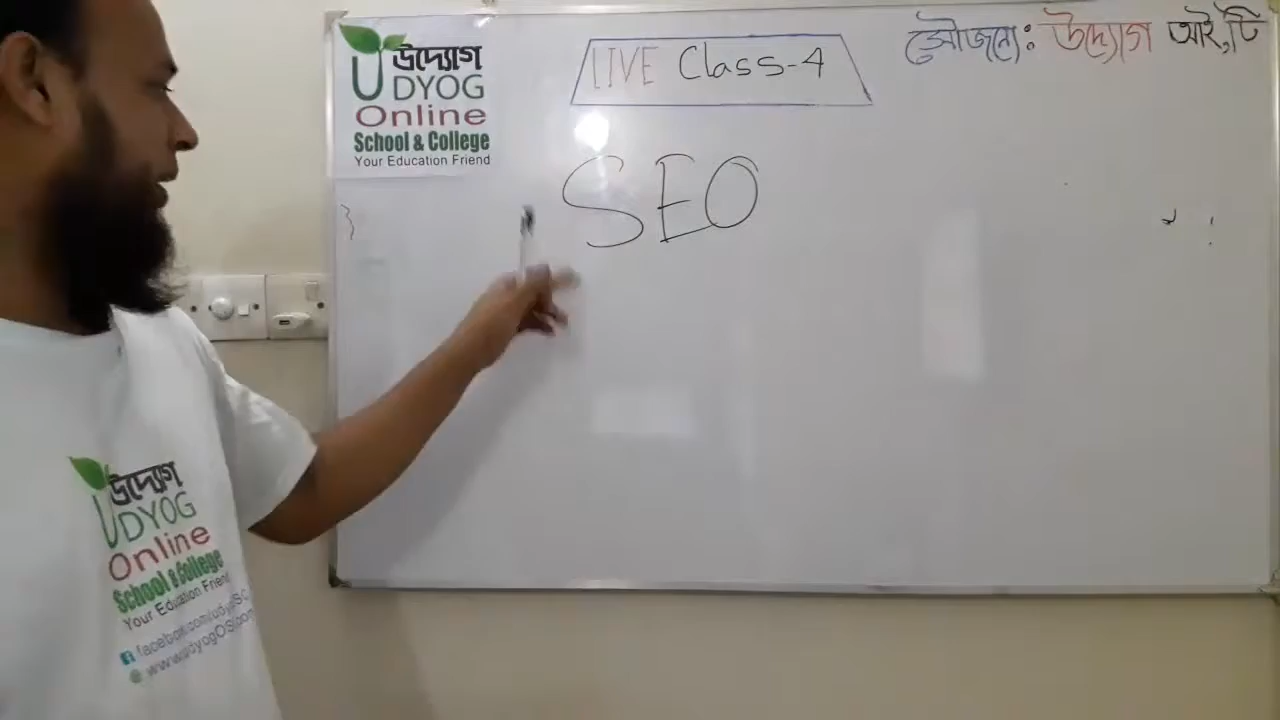 উদ্যোগ
UDYOG
Online
School & College
Your Education Friend
LIVE Class-4
সৌজন্যে: উদ্যোগ আই,টি
SEO
উদ্যোগ
UDYOG
Online
School & College
Your Education Friend